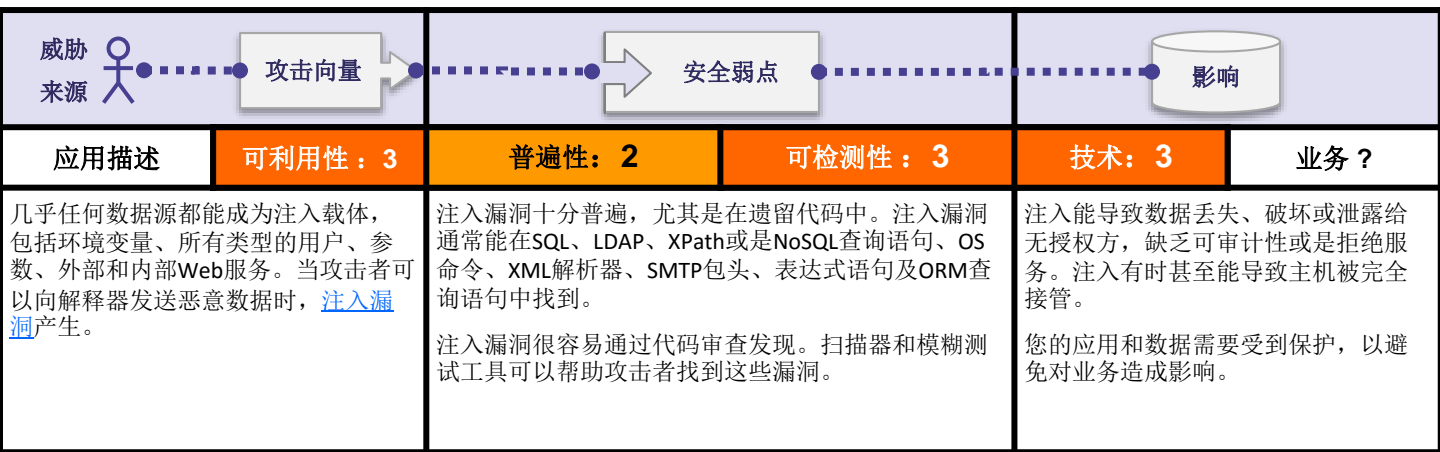 威胁
来源
攻击向量
安全弱点
影响
应用描述
可利用性 ：3
普遍性：2
可检测性 ：3
技术：3
业务 ?
几乎任何数据源都能成为注入载体，
包括环境变量、所有类型的用户、参
数、外部和内部Web服务。当攻击者可
以向解释器发送恶意数据时，注入漏
洞产生。
注入漏洞十分普遍，尤其是在遗留代码中。注入漏洞
通常能在SQL、LDAP、XPath或是NoSQL查询语句、OS
命令、XML解析器、SMTP包头、表达式语句及ORM查
询语句中找到。
注入漏洞很容易通过代码审查发现。扫描器和模糊测
试工具可以帮助攻击者找到这些漏洞。
注入能导致数据丢失、破坏或泄露给
无授权方，缺乏可审计性或是拒绝服
务。注入有时甚至能导致主机被完全
接管。
您的应用和数据需要受到保护，以避
免对业务造成影响。